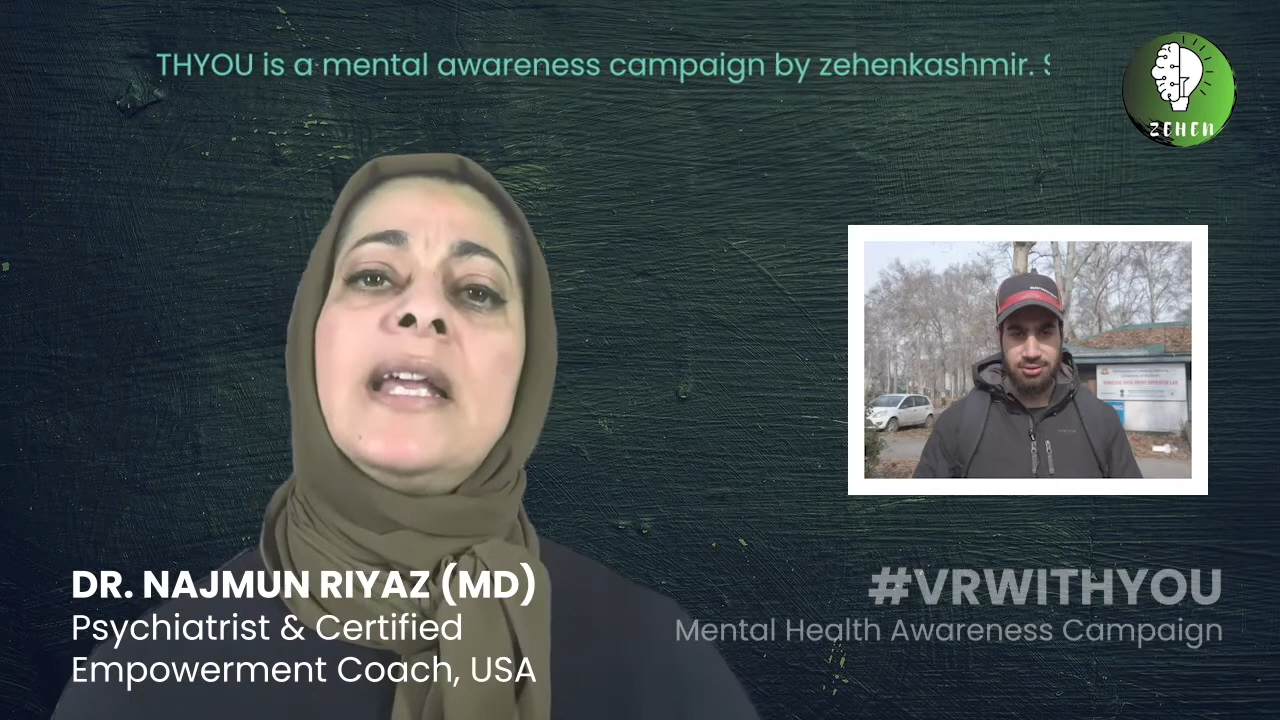 THYOU is a mental awareness campaign by zehenkashmir.
ZEHEN
DR. NAJMUN RIYAZ (MD)
Psychiatrist & Certified
Empowerment Coach, USA
#VRWITHYOU
Mental Health Awareness Campaign